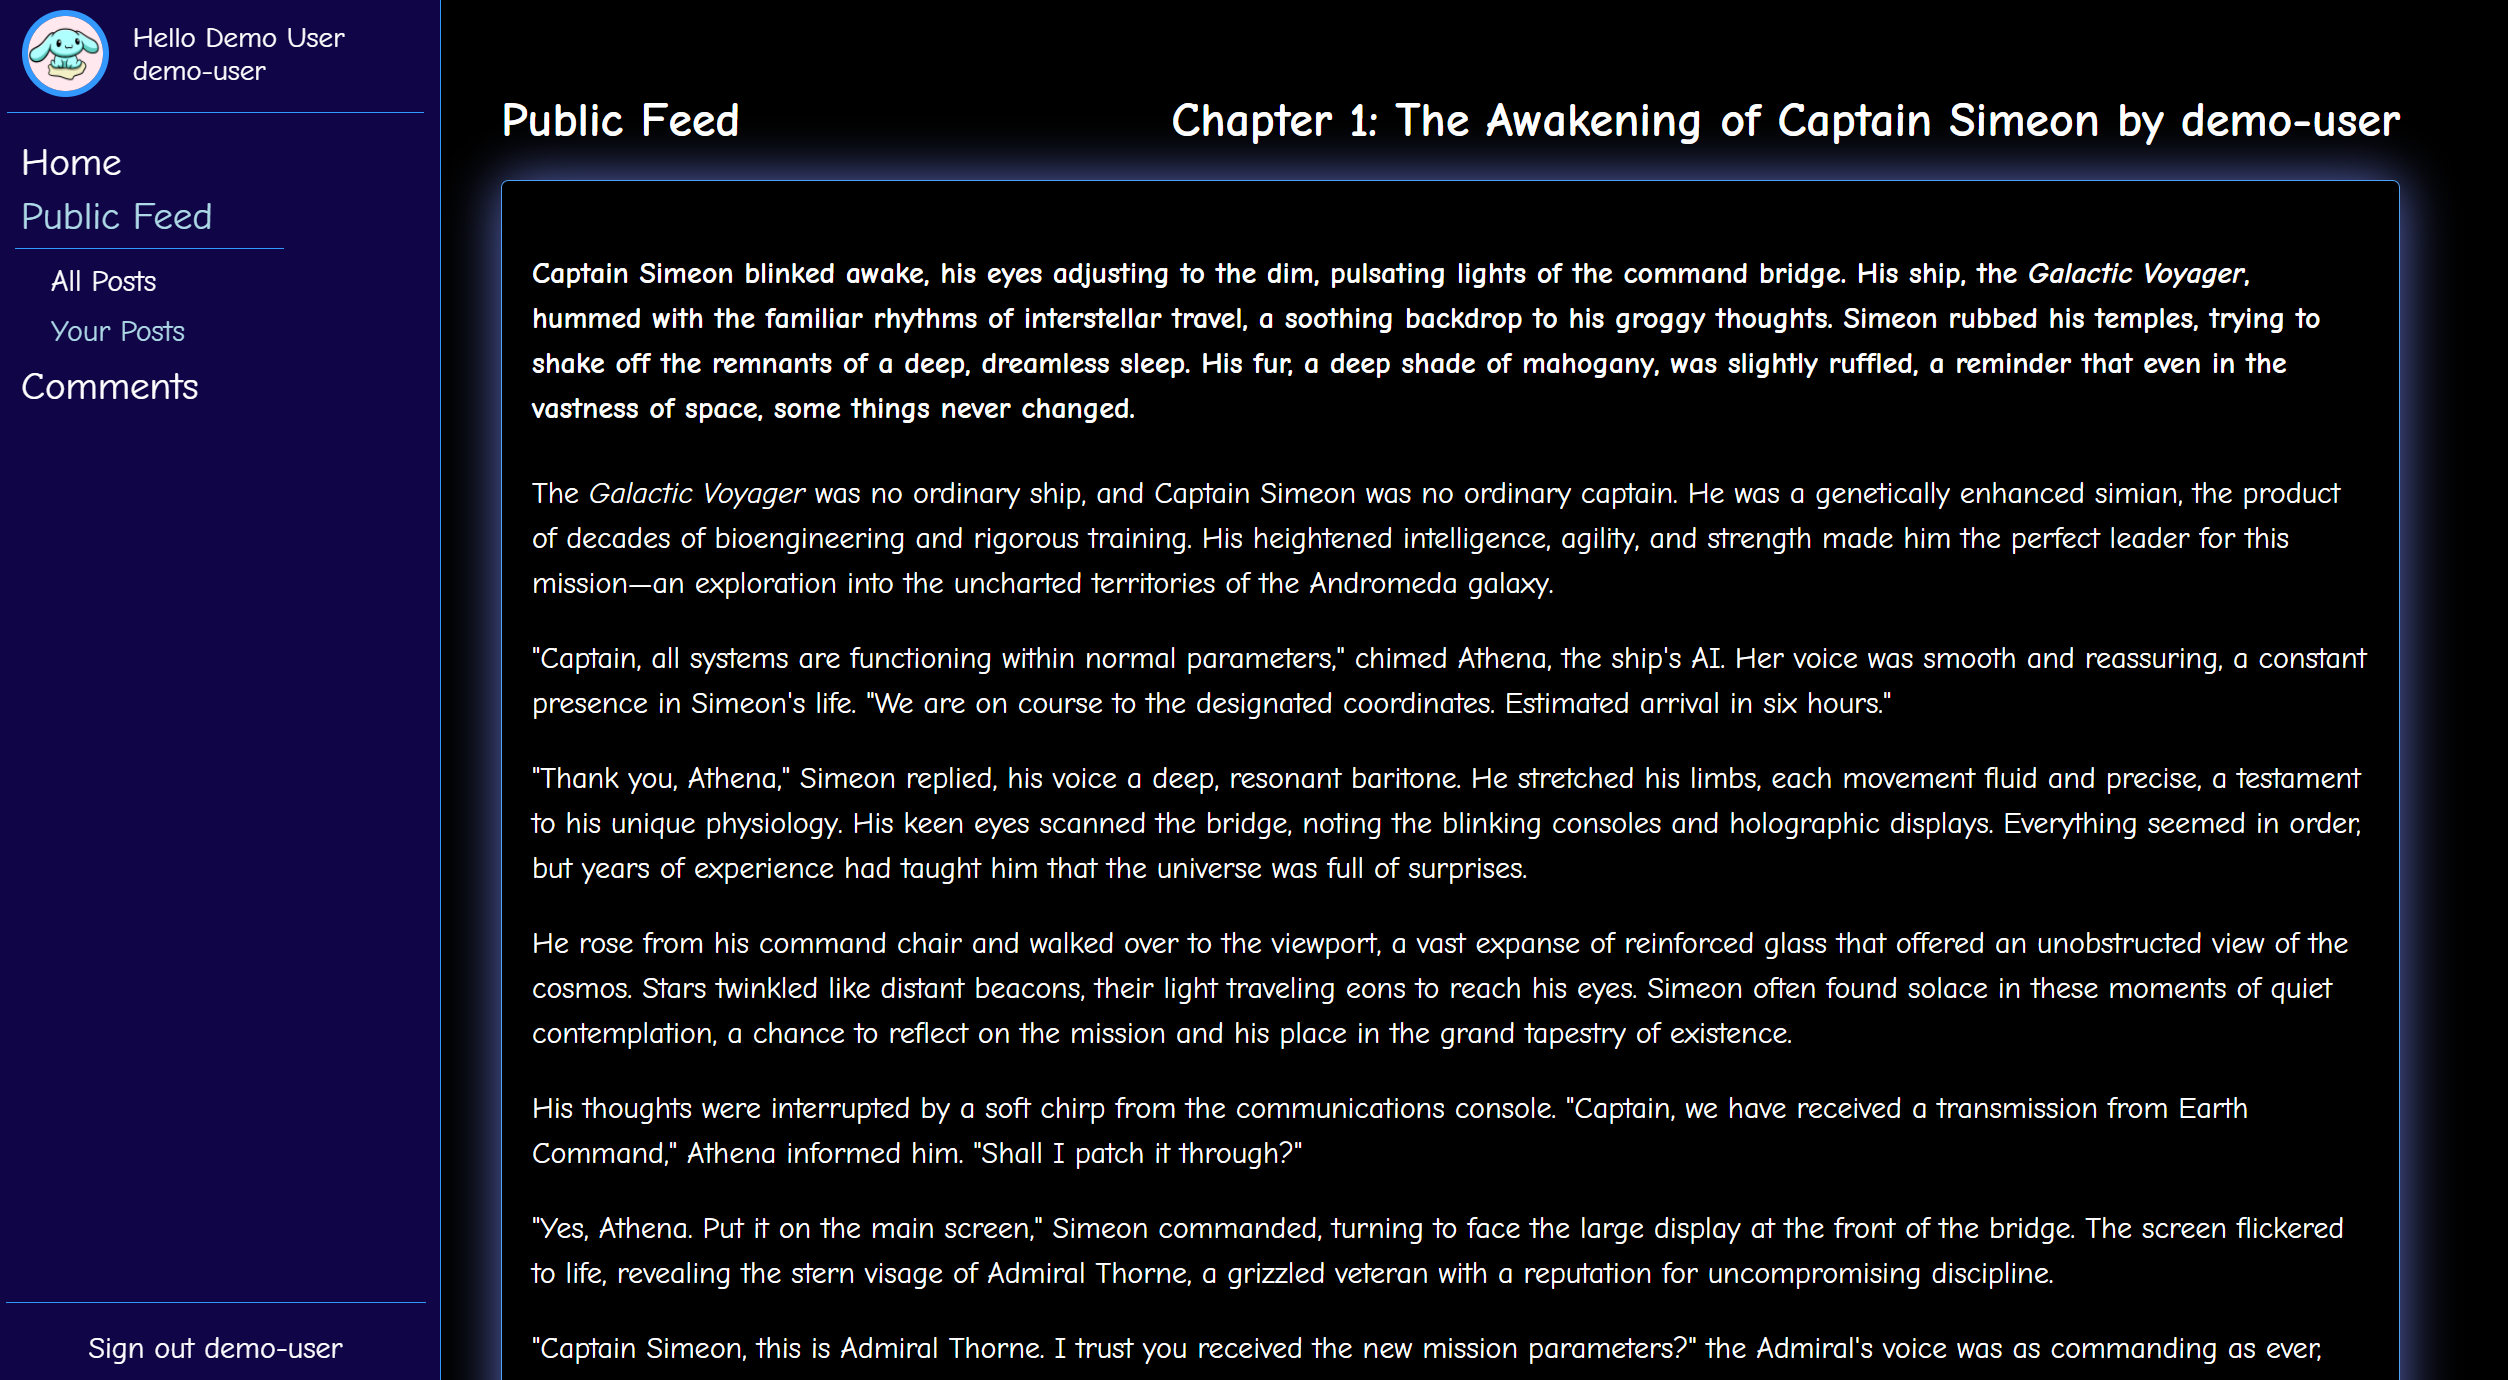 Hello Demo User
demo-user
Home
Public Feed
All Posts
Your Posts
Comments
Sign out demo-user
Public Feed
Chapter 1: The Awakening of Captain Simeon by demo-user
Captain Simeon blinked awake, his eyes adjusting to the dim, pulsating lights of the command bridge. His ship, the Galactic Voyager,
hummed with the familiar rhythms of interstellar travel, a soothing backdrop to his groggy thoughts. Simeon rubbed his temples, trying to
shake off the remnants of a deep, dreamless sleep. His fur, a deep shade of mahogany, was slightly ruffled, a reminder that even in the
vastness of space, some things never changed.
The Galactic Voyager was no ordinary ship, and Captain Simeon was no ordinary captain. He was a genetically enhanced simian, the product
of decades of bioengineering and rigorous training. His heightened intelligence, agility, and strength made him the perfect leader for this
mission—an exploration into the uncharted territories of the Andromeda galaxy.
"Captain, all systems are functioning within normal parameters," chimed Athena, the ship's AI. Her voice was smooth and reassuring, a constant
presence in Simeon's life. "We are on course to the designated coordinates. Estimated arrival in six hours."
"Thank you, Athena," Simeon replied, his voice a deep, resonant baritone. He stretched his limbs, each movement fluid and precise, a testament
to his unique physiology. His keen eyes scanned the bridge, noting the blinking consoles and holographic displays. Everything seemed in order,
but years of experience had taught him that the universe was full of surprises.
He rose from his command chair and walked over to the viewport, a vast expanse of reinforced glass that offered an unobstructed view of the
cosmos. Stars twinkled like distant beacons, their light traveling eons to reach his eyes. Simeon often found solace in these moments of quiet
contemplation, a chance to reflect on the mission and his place in the grand tapestry of existence.
His thoughts were interrupted by a soft chirp from the communications console. "Captain, we have received a transmission from Earth
Command," Athena informed him. "Shall I patch it through?"
"Yes, Athena. Put it on the main screen," Simeon commanded, turning to face the large display at the front of the bridge. The screen flickered
to life, revealing the stern visage of Admiral Thorne, a grizzled veteran with a reputation for uncompromising discipline.
"Captain Simeon, this is Admiral Thorne. I trust you received the new mission parameters?" the Admiral's voice was as commanding as ever,